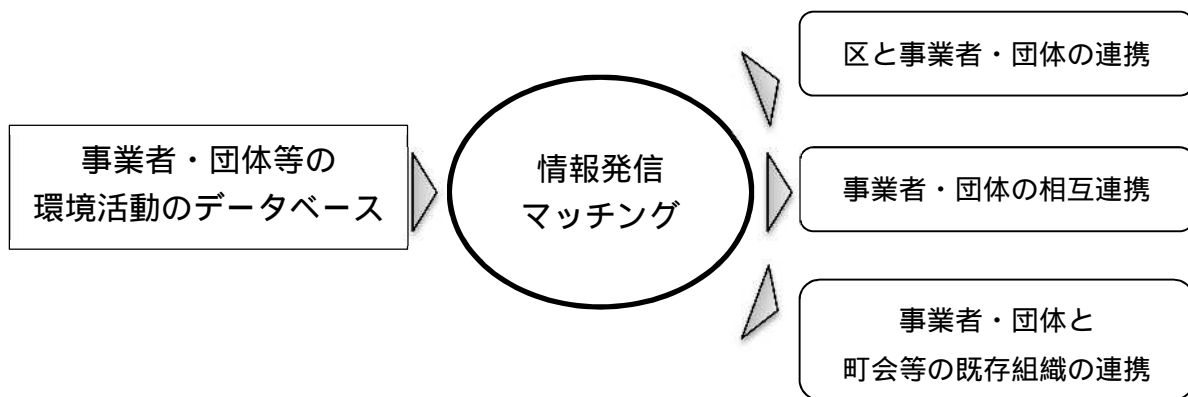 事業者・団体等の
環境活動のデータベース
情報発信
マッチング
区と事業者・団体の連携
事業者・団体の相互連携
事業者・団体と
町会等の既存組織の連携